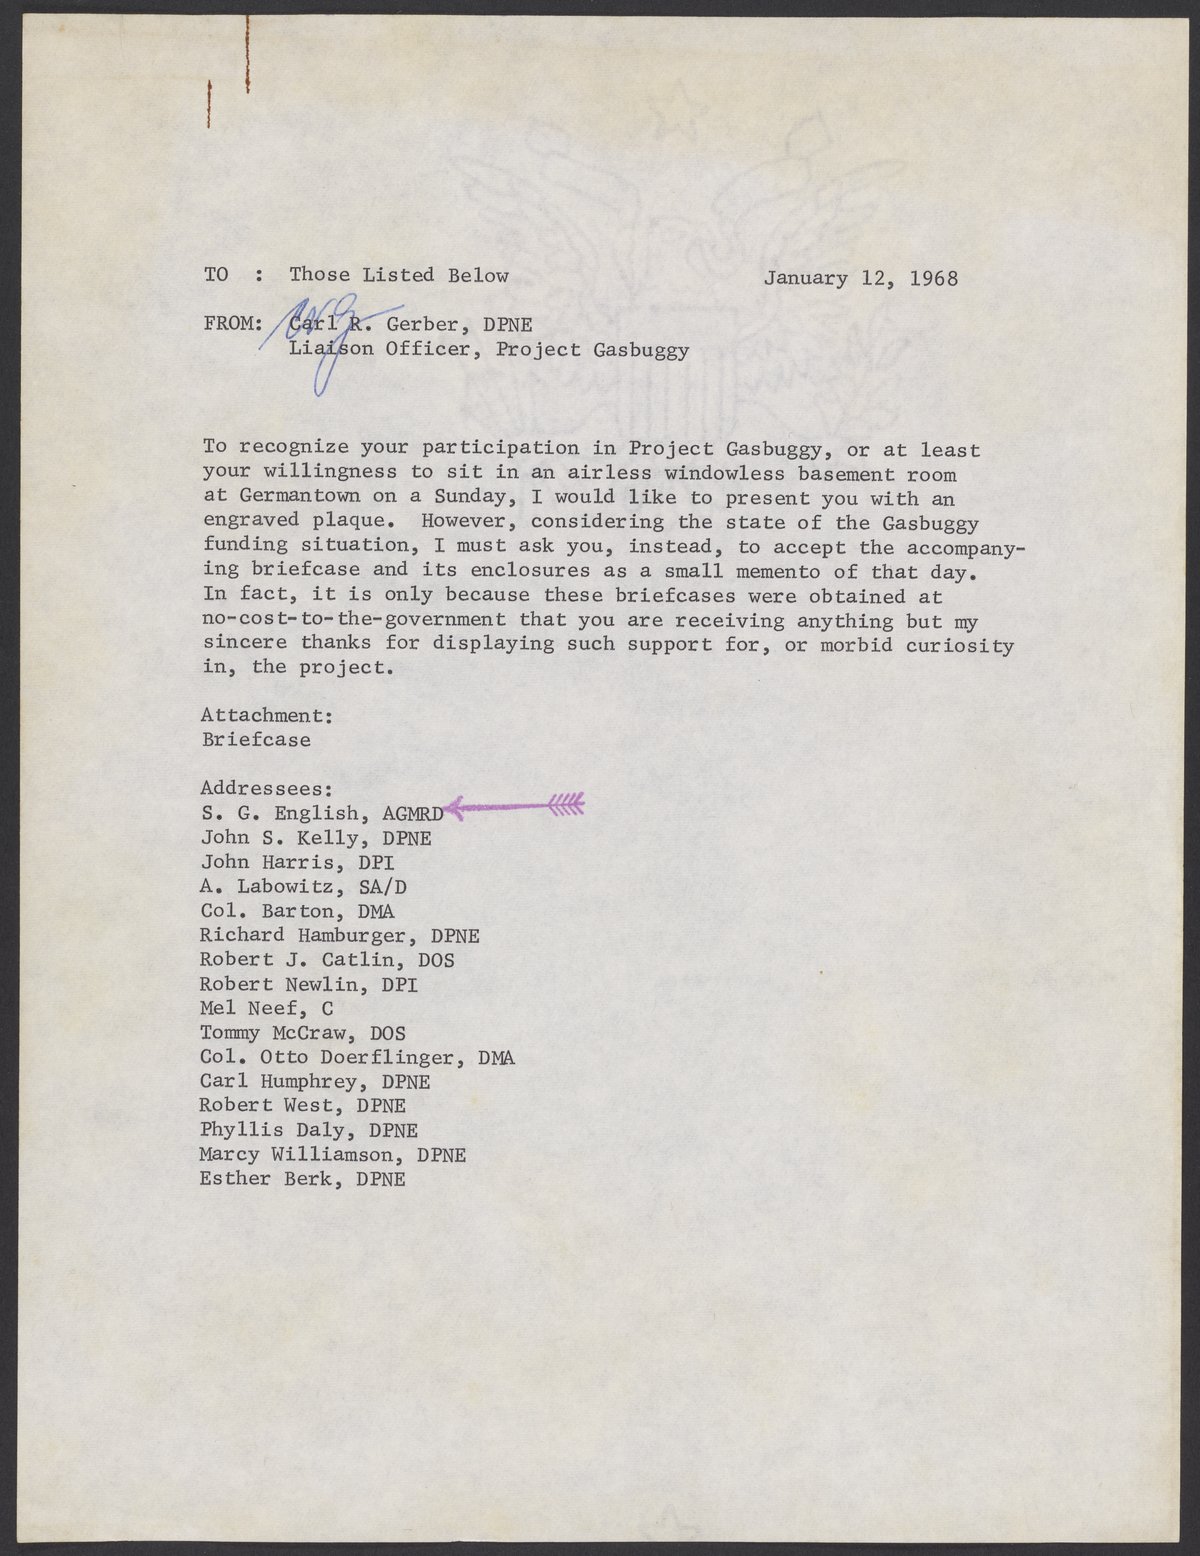 TO : Those Listed Below January 12, 1968
FROM: Carl R. Gerber, DPNE
Liaison Officer, Project Gasbuggy
To recognize your participation in Project Gasbuggy, or at least
your willingness to sit in an airless windowless basement room
at Germantown on a Sunday, I would like to present you with an
engraved plaque. However, considering the state of the Gasbuggy
funding situation, I must ask you, instead, to accept the accompany-
ing briefcase and its enclosures as a small memento of that day.
In fact, it is only because these briefcases were obtained at
no-cost-to-the-government that you are receiving anything but my
sincere thanks for displaying such support for, or morbid curiosity
in, the project.
Attachment:
Briefcase
Addressees:
S. G. English, AGMRD
John S. Kelly, DPNE
John Harris, DPI
A. Labowitz, SA/D
Col. Barton, DMA
Richard Hamburger, DPNE
Robert J. Catlin, DOS
Robert Newlin, DPI
Mel Neef, C
Tommy McCraw, DOS
Col. Otto Doerflinger, DMA
Carl Humphrey, DPNE
Robert West, DPNE
Phyllis Daly, DPNE
Marcy Williamson, DPNE
Esther Berk, DPNE